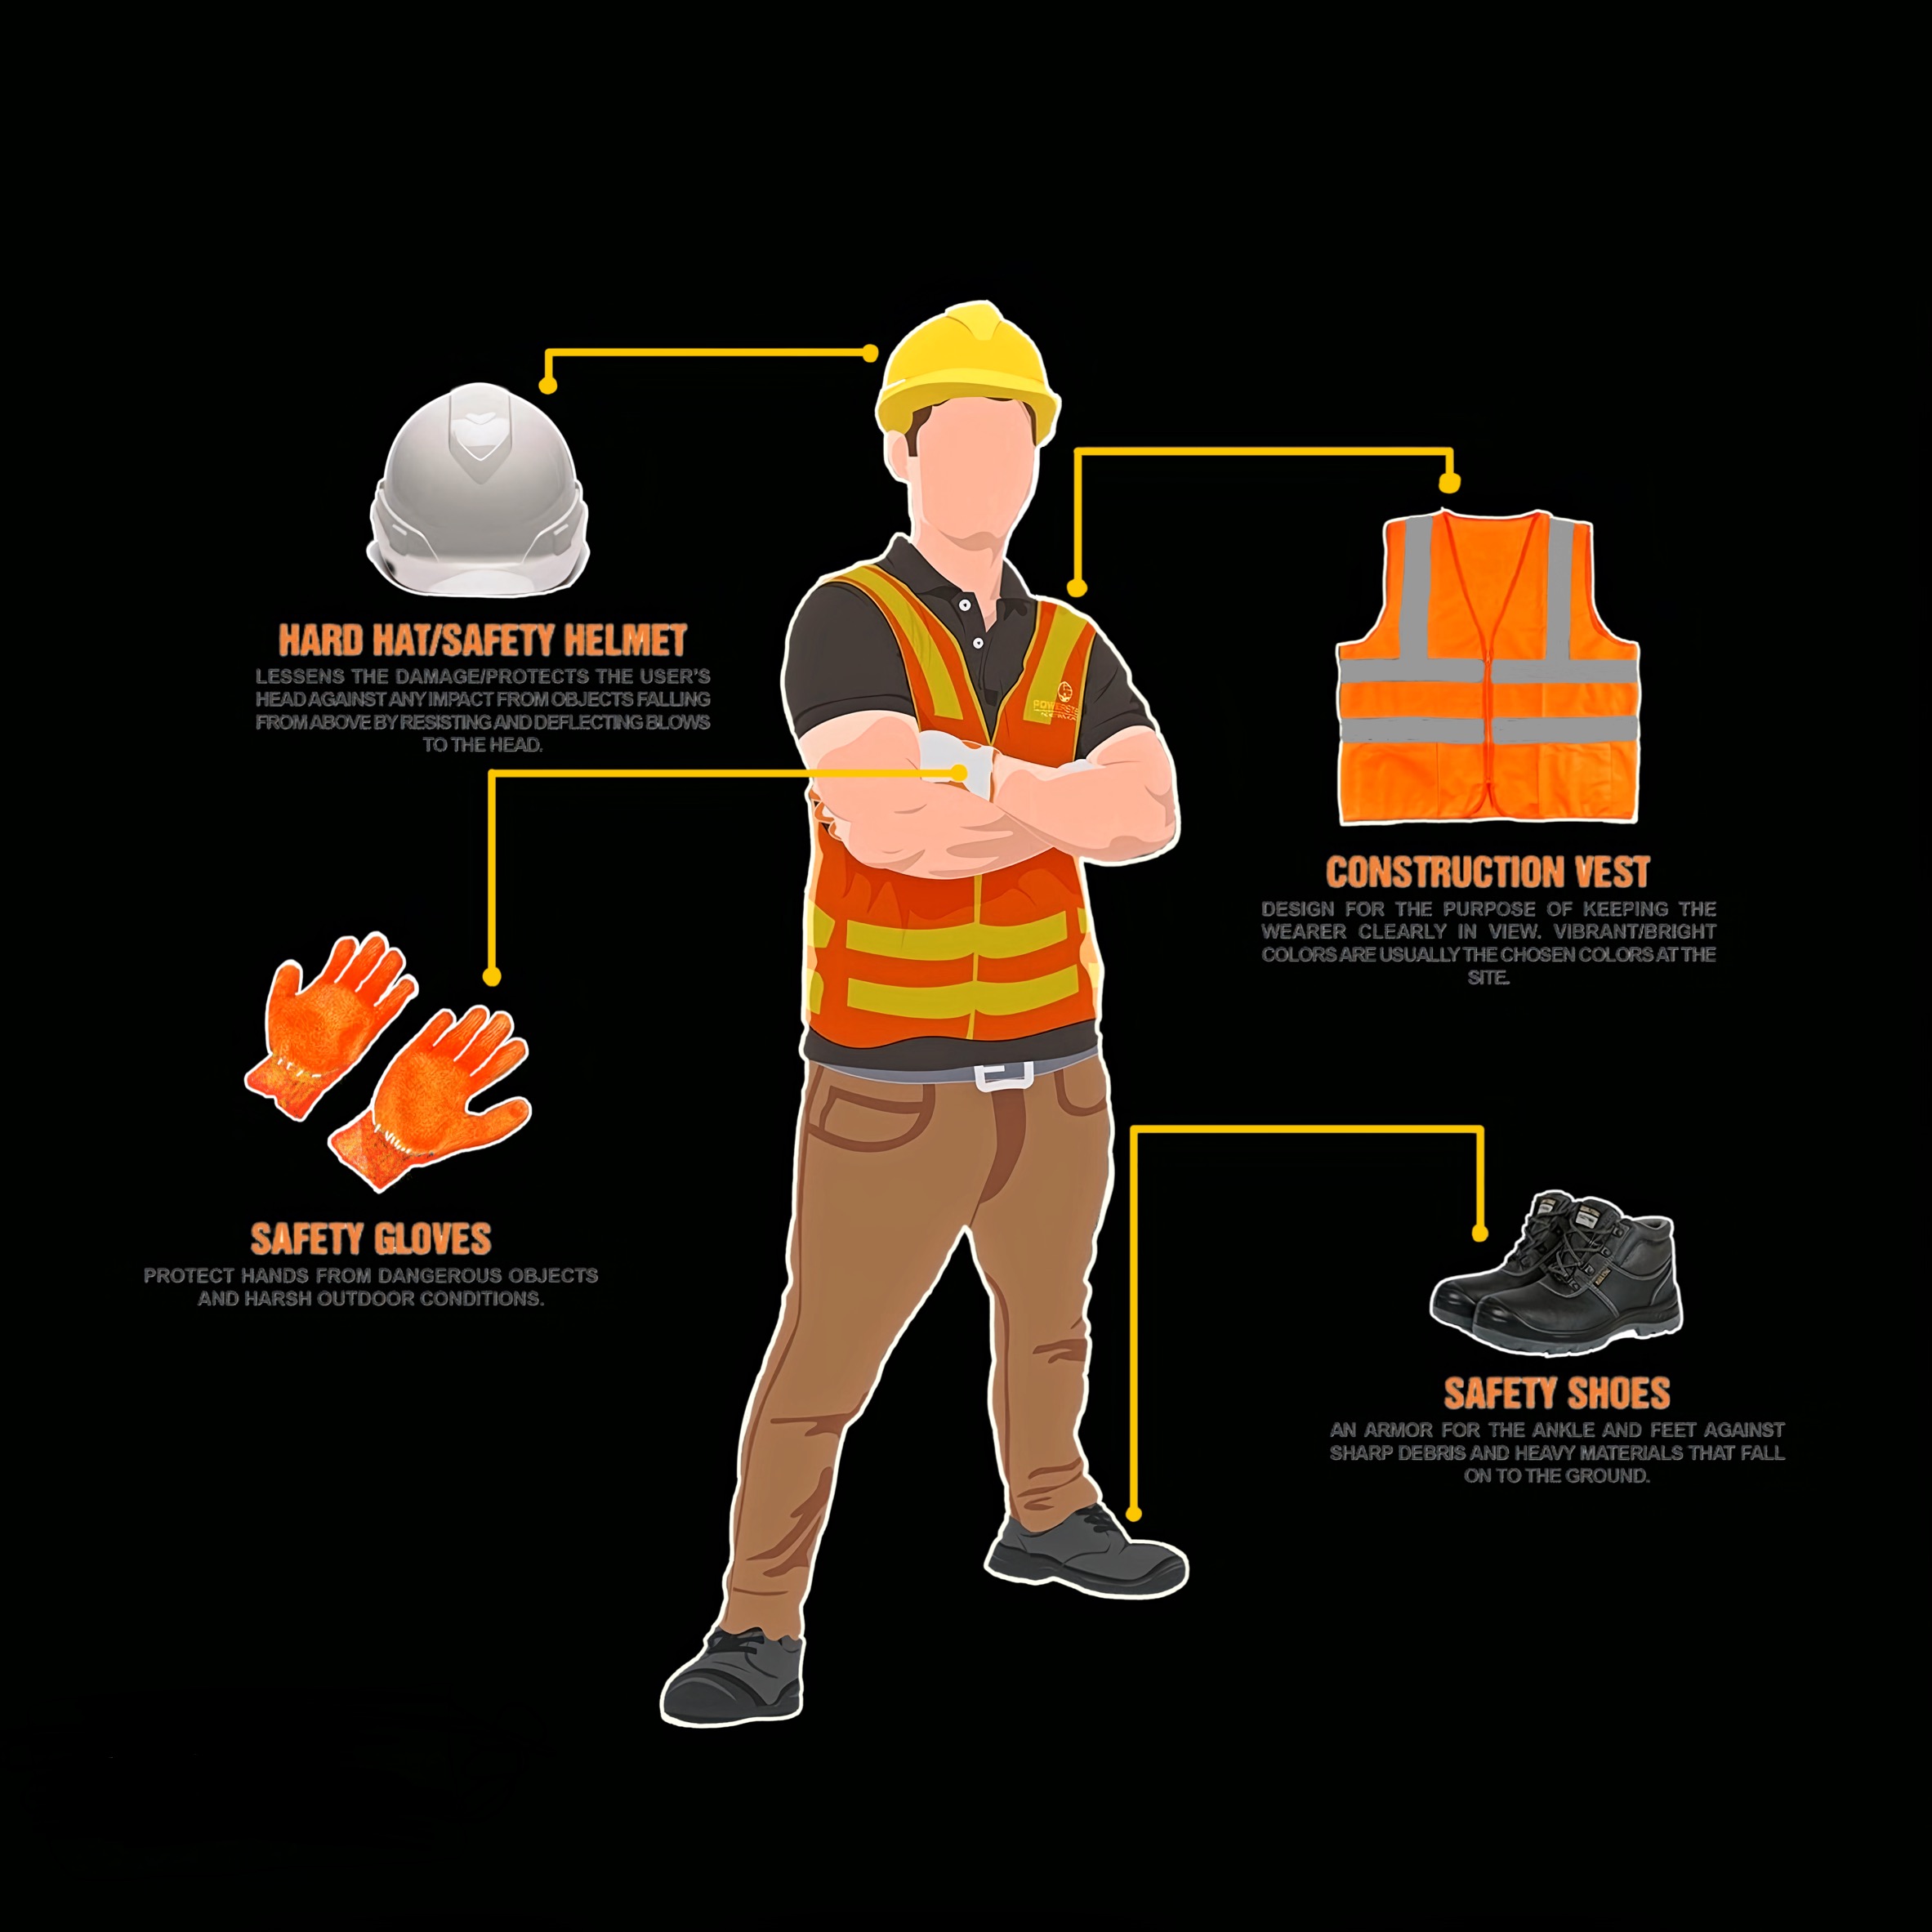 HARD HAT/SAFETY HELMET
LESSENS THE DAMAGE/PROTECTS THE USER'S
HEAD AGAINST ANY IMPACT FROM OBJECTS FALLING
FROM ABOVE BY RESISTING AND DEFLECTING BLOWS
TO THE HEAD.
CONSTRUCTION VEST
DESIGN FOR THE PURPOSE OF KEEPING THE
WEARER CLEARLY IN VIEW. VIBRANT/BRIGHT
COLORS ARE USUALLY THE CHOSEN COLORS AT THE
SITE.
SAFETY GLOVES
PROTECT HANDS FROM DANGEROUS OBJECTS
AND HARSH OUTDOOR CONDITIONS.
SAFETY SHOES
AN ARMOR FOR THE ANKLE AND FEET AGAINST
SHARP DEBRIS AND HEAVY MATERIALS THAT FALL
ON TO THE GROUND.